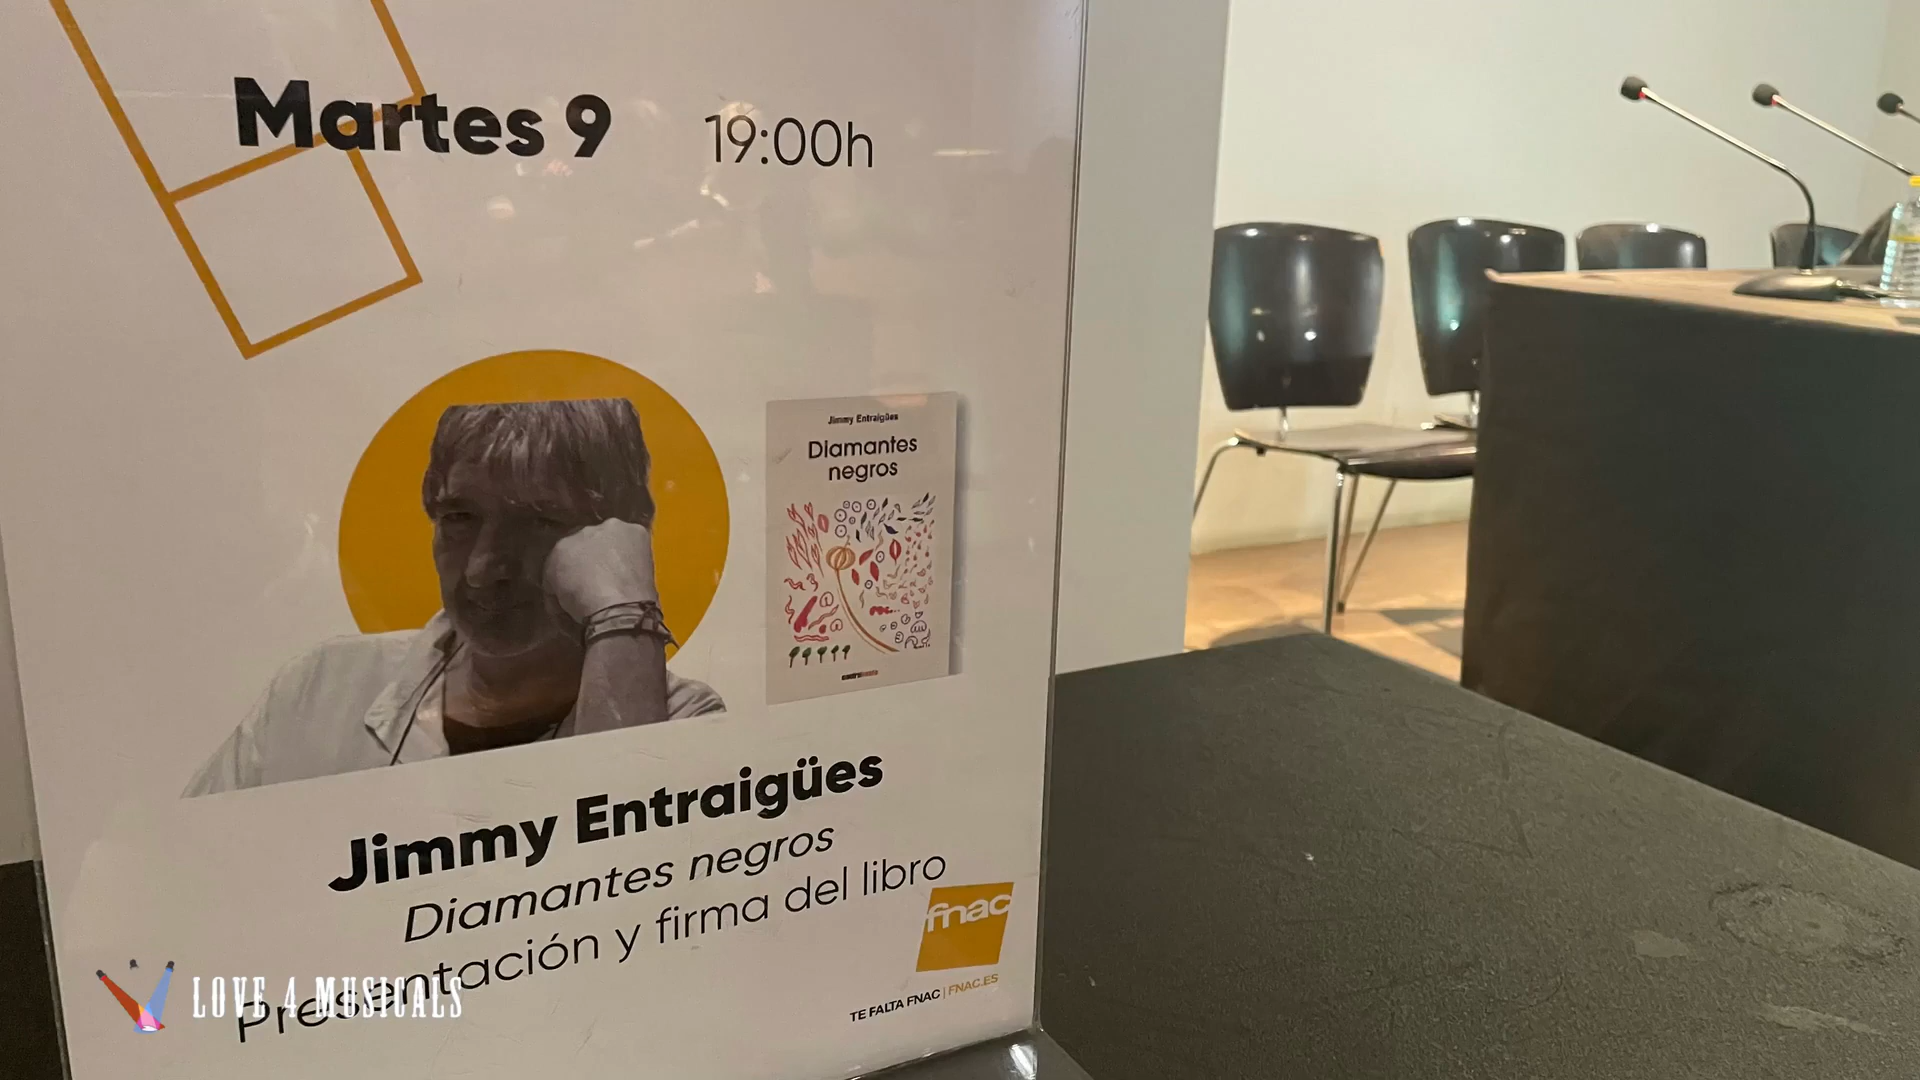 Martes 9 19:00h
Jimmy Entraigües
Diamantes
negros
Jimmy Entraigües
Diamantes negros
Presentación y firma del libro
fnac
TE FALTA FNAC | FNAC.ES
LOVE 4 MUSICALS